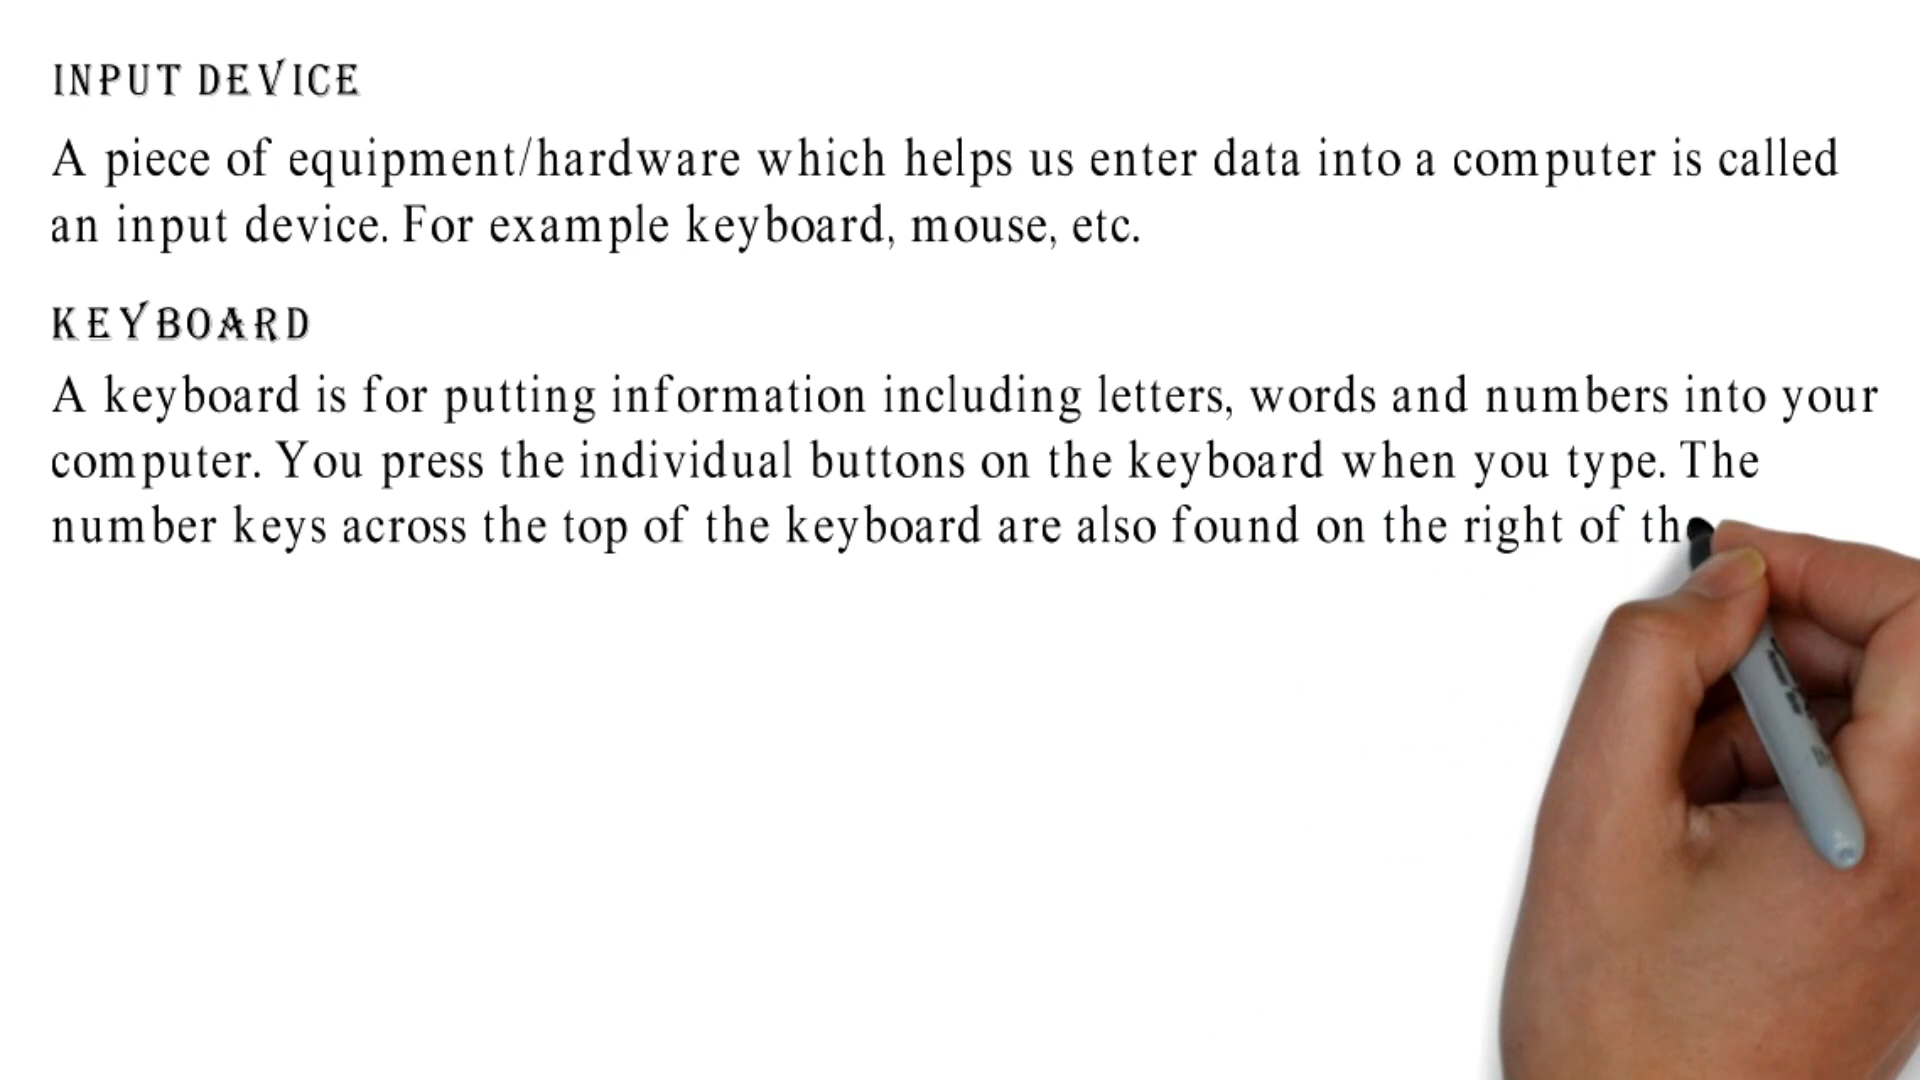 INPUT DEVICE
A piece of equipment/hardware which helps us enter data into a computer is called
an input device. For example keyboard, mouse, etc.
KEYBOARD
A keyboard is for putting information including letters, words and numbers into your
computer. You press the individual buttons on the keyboard when you type. The
number keys across the top of the keyboard are also found on the right of